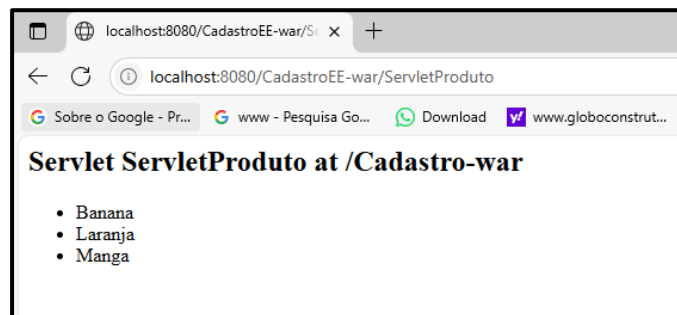 localhost:8080/CadastroEE-war/Se
localhost:8080/CadastroEE-war/ServletProduto
Sobre o Google - Pr... www - Pesquisa Go... Download www.globoconstrut...
Servlet ServletProduto at /Cadastro-war
Banana
Laranja
Manga